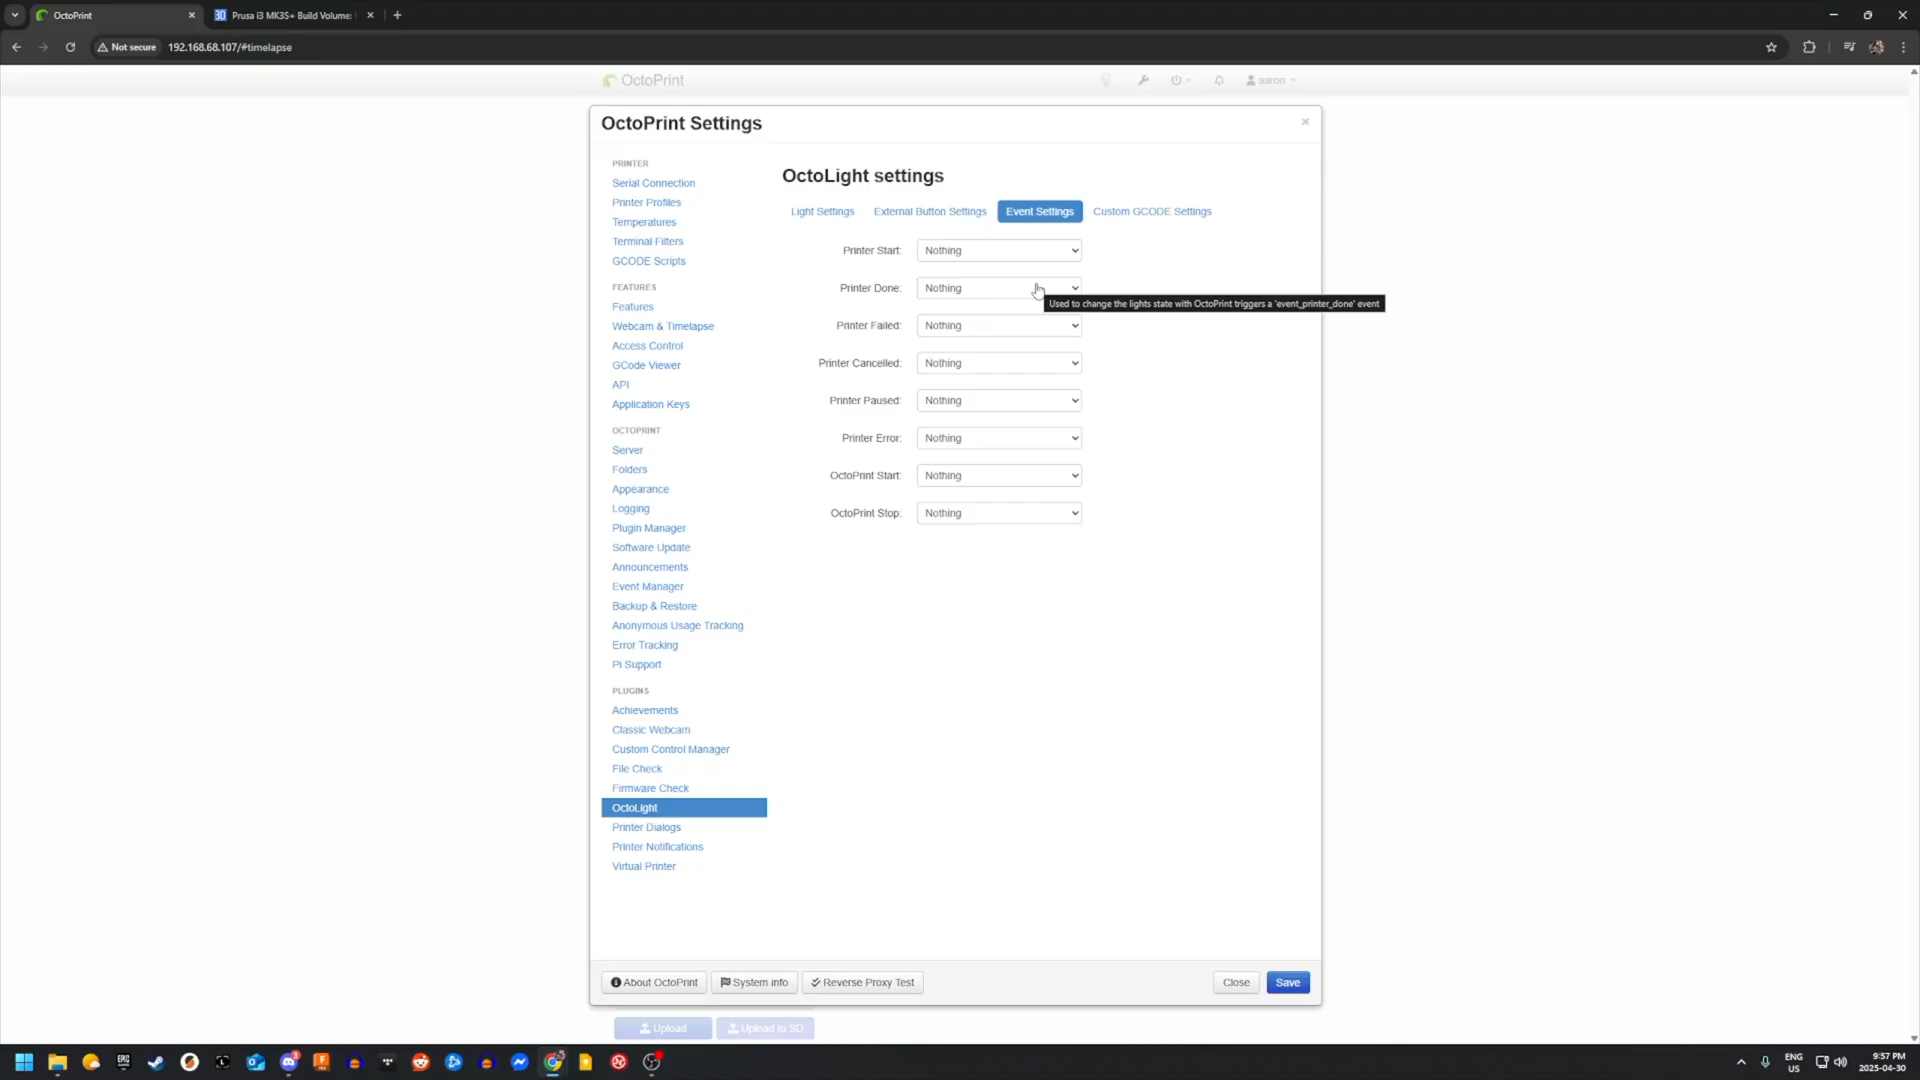 OctoPrint
Prusa i3 MK3S+ Build Volume:
Not secure
192.168.68.107/#timelapse
OctoPrint
aaron
OctoPrint Settings
PRINTER
Serial Connection
Printer Profiles
Temperatures
Terminal Filters
GCODE Scripts
FEATURES
Features
Webcam & Timelapse
Access Control
GCode Viewer
API
Application Keys
OCTOPRINT
Server
Folders
Appearance
Logging
Plugin Manager
Software Update
Announcements
Event Manager
Backup & Restore
Anonymous Usage Tracking
Error Tracking
Pi Support
PLUGINS
Achievements
Classic Webcam
Custom Control Manager
File Check
Firmware Check
OctoLight
Printer Dialogs
Printer Notifications
Virtual Printer
OctoLight settings
Light Settings External Button Settings Event Settings Custom GCODE Settings
Printer Start: Nothing
Printer Done: Nothing
Used to change the lights state with OctoPrint triggers a 'event_printer_done' event
Printer Failed: Nothing
Printer Cancelled: Nothing
Printer Paused: Nothing
Printer Error: Nothing
OctoPrint Start: Nothing
OctoPrint Stop: Nothing
About OctoPrint System info Reverse Proxy Test Close Save
Upload Upload to SD
ENG
US
9:57 PM
2025-04-30